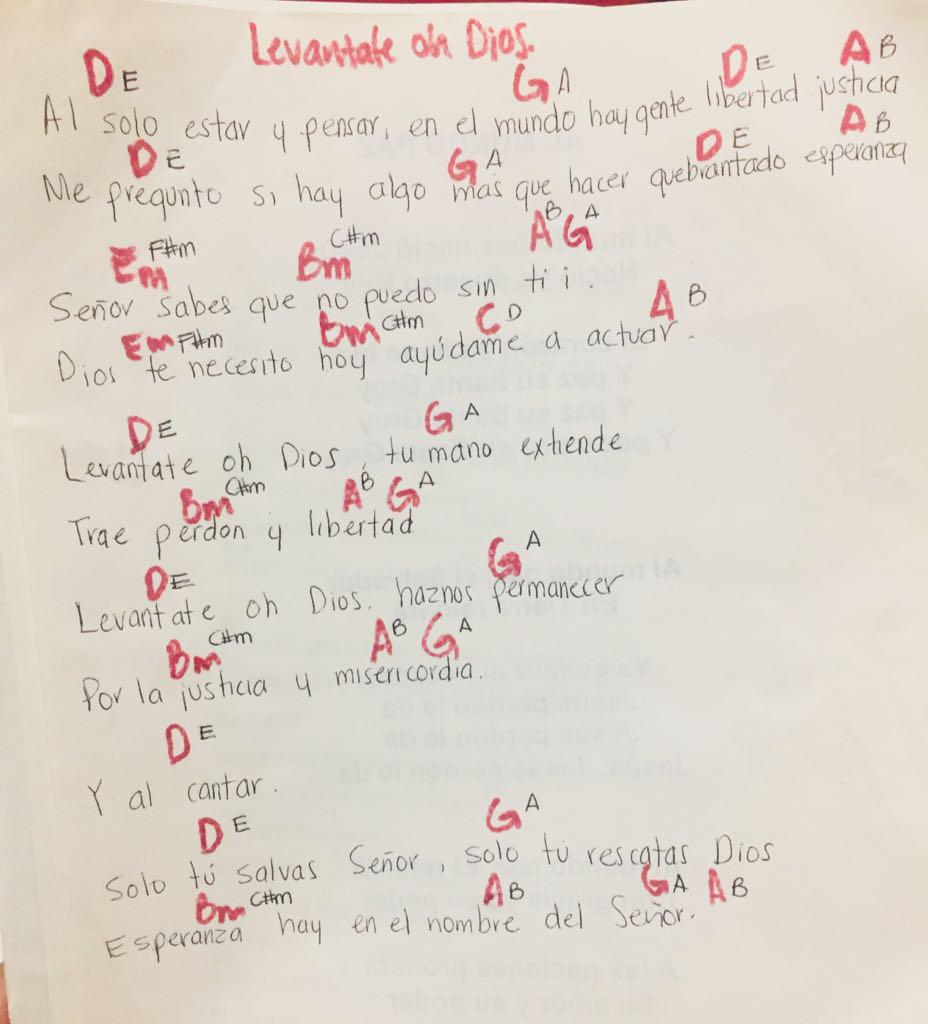 Levantate oh Dios.
D E G A D E A B
Al solo estar y pensar, en el mundo hay gente libertad justicia
D E G A D E A B
Me pregunto si hay algo mas que hacer quebrantado esperanza
Em F#m Bm C#m A B G A
Señor sabes que no puedo sin ti i.
Em F#m Bm C#m C D A B
Dios te necesito hoy ayúdame a actuar.
D E G A
Levantate oh Dios, tu mano extiende
Bm C#m A B G A
Trae perdon y libertad
D E G A
Levantate oh Dios. haznos permanecer
Bm C#m A B G A
Por la justicia y misericordia.
D E
Y al cantar.
D E G A
Solo tú salvas Señor, solo tú rescatas Dios
Bm C#m A B G A A B
Esperanza hay en el nombre del Señor.